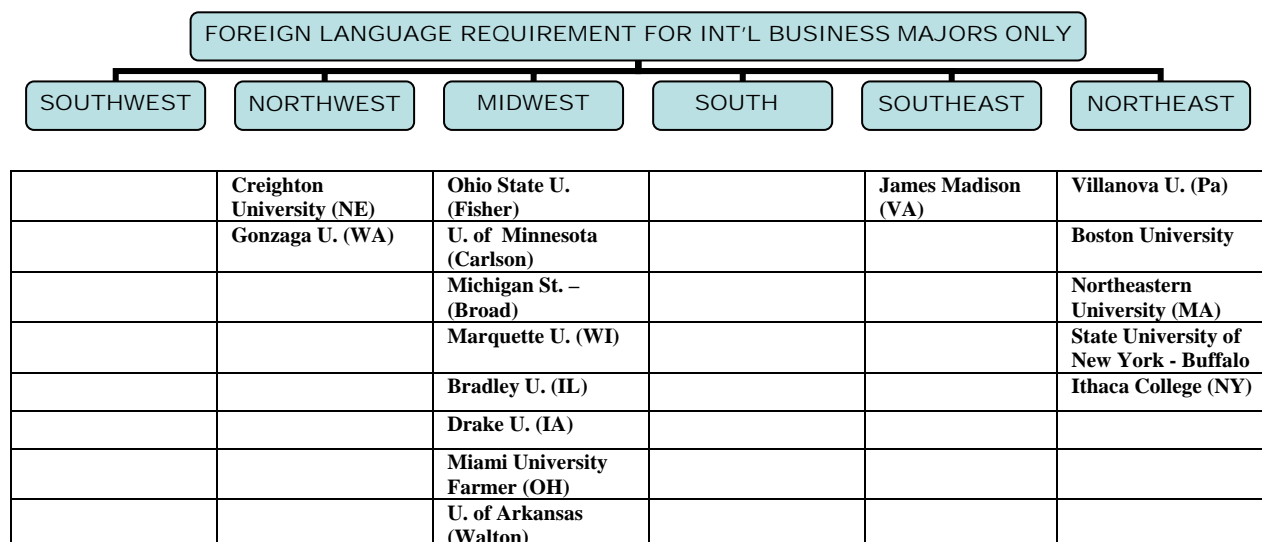 FOREIGN LANGUAGE REQUIREMENT FOR INT'L BUSINESS MAJORS ONLY
SOUTHWEST NORTHWEST MIDWEST SOUTH SOUTHEAST NORTHEAST
Creighton Ohio State U. James Madison Villanova U. (Pa)
University (NE) (Fisher) (VA)
Gonzaga U. (WA) U. of Minnesota Boston University
(Carlson)
Michigan St. – Northeastern
(Broad) University (MA)
Marquette U. (WI) State University of
New York - Buffalo
Bradley U. (IL) Ithaca College (NY)
Drake U. (IA)
Miami University
Farmer (OH)
U. of Arkansas
(Walton)